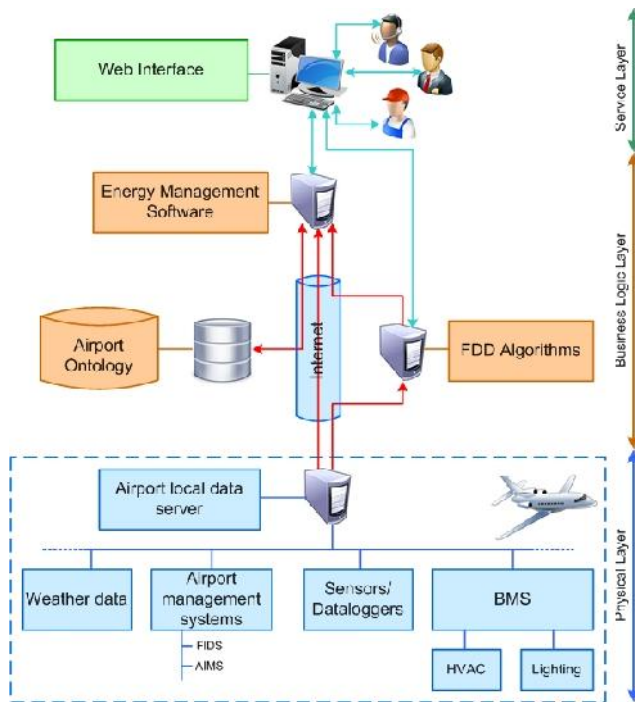 Web Interface
Service Layer
Energy Management
Software
Business Logic Layer
Airport
Ontology
Internet
FDD Algorithms
Airport local data
server
Physical Layer
Weather data
Airport
management
systems
FIDS
AIMS
Sensors/
Dataloggers
BMS
HVAC
Lighting